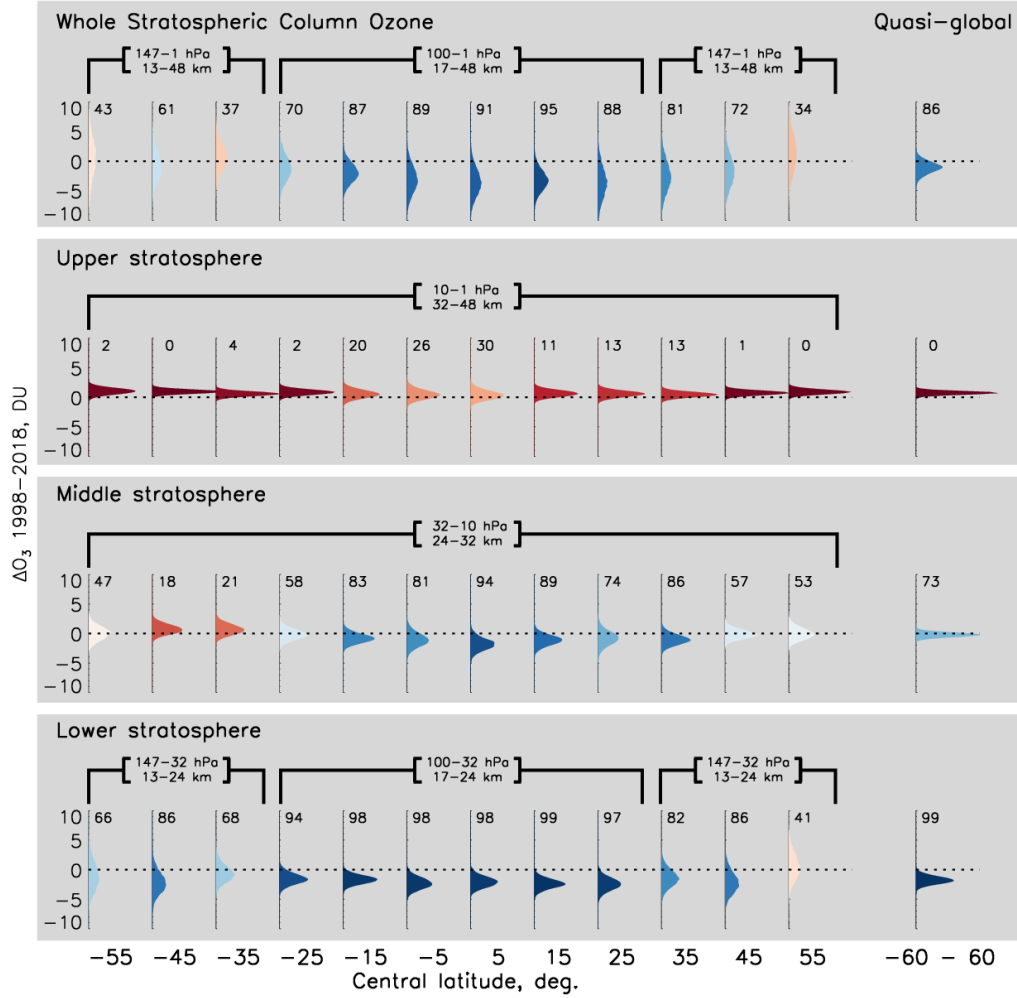 Whole Stratospheric Column Ozone Quasi-global
147-1 hPa 100-1 hPa 147-1 hPa
13-48 km 17-48 km 13-48 km
10 43 61 37 70 87 89 91 95 88 81 72 34 86
5
0
-5
-10
Upper stratosphere
10-1 hPa
32-48 km
10 2 0 4 2 20 26 30 11 13 13 1 0 0
5
0
-5
-10
ΔO3 1998-2018, DU
Middle stratosphere
32-10 hPa
24-32 km
10 47 18 21 58 83 81 94 89 74 86 57 53 73
5
0
-5
-10
Lower stratosphere
147-32 hPa 100-32 hPa 147-32 hPa
13-24 km 17-24 km 13-24 km
10 66 86 68 94 98 98 98 99 97 82 86 41 99
5
0
-5
-10
-55 -45 -35 -25 -15 -5 5 15 25 35 45 55 -60 - 60
Central latitude, deg.